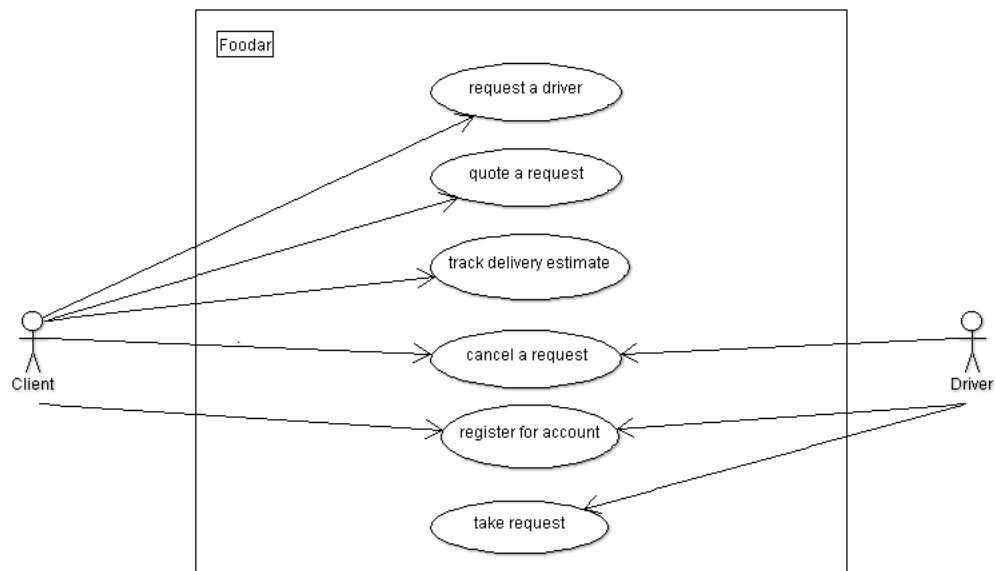 Foodar
request a driver
quote a request
track delivery estimate
cancel a request
Client
Driver
register for account
take request